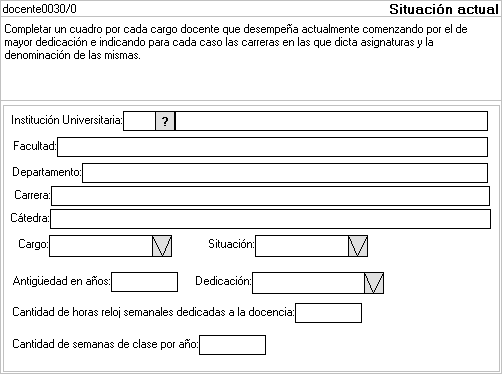 docente0030/0 Situación actual
Completar un cuadro por cada cargo docente que desempeña actualmente comenzando por el de
mayor dedicación e indicando para cada caso las carreras en las que dicta asignaturas y la
denominación de las mismas.
Institución Universitaria: ?
Facultad:
Departamento:
Carrera:
Cátedra:
Cargo: Situación:
Antigüedad en años: Dedicación:
Cantidad de horas reloj semanales dedicadas a la docencia:
Cantidad de semanas de clase por año: